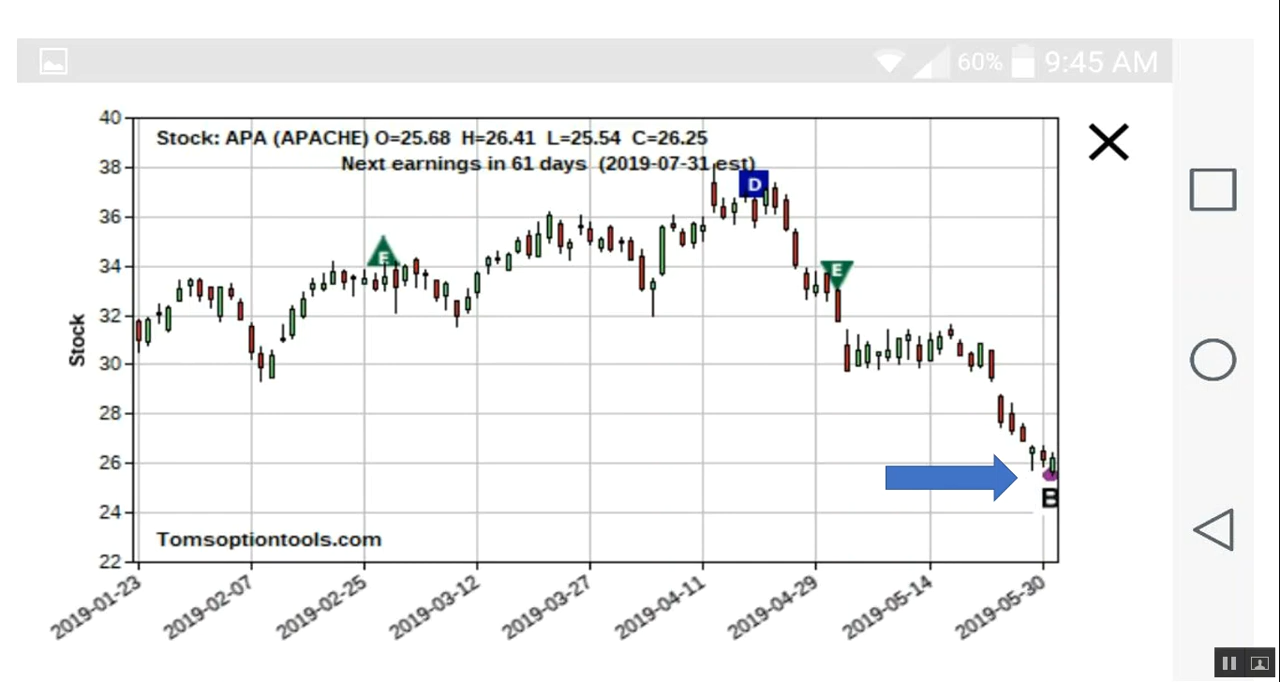 60% 9:45 AM
Stock: APA (APACHE) O=25.68 H=26.41 L=25.54 C=26.25
Next earnings in 61 days (2019-07-31 est)
40
38
36
34
32
30
28
26
24
22
Stock
D
E
E
B
Tomsoptiontools.com
2019-01-23
2019-02-07
2019-02-25
2019-03-12
2019-03-27
2019-04-11
2019-04-29
2019-05-14
2019-05-30